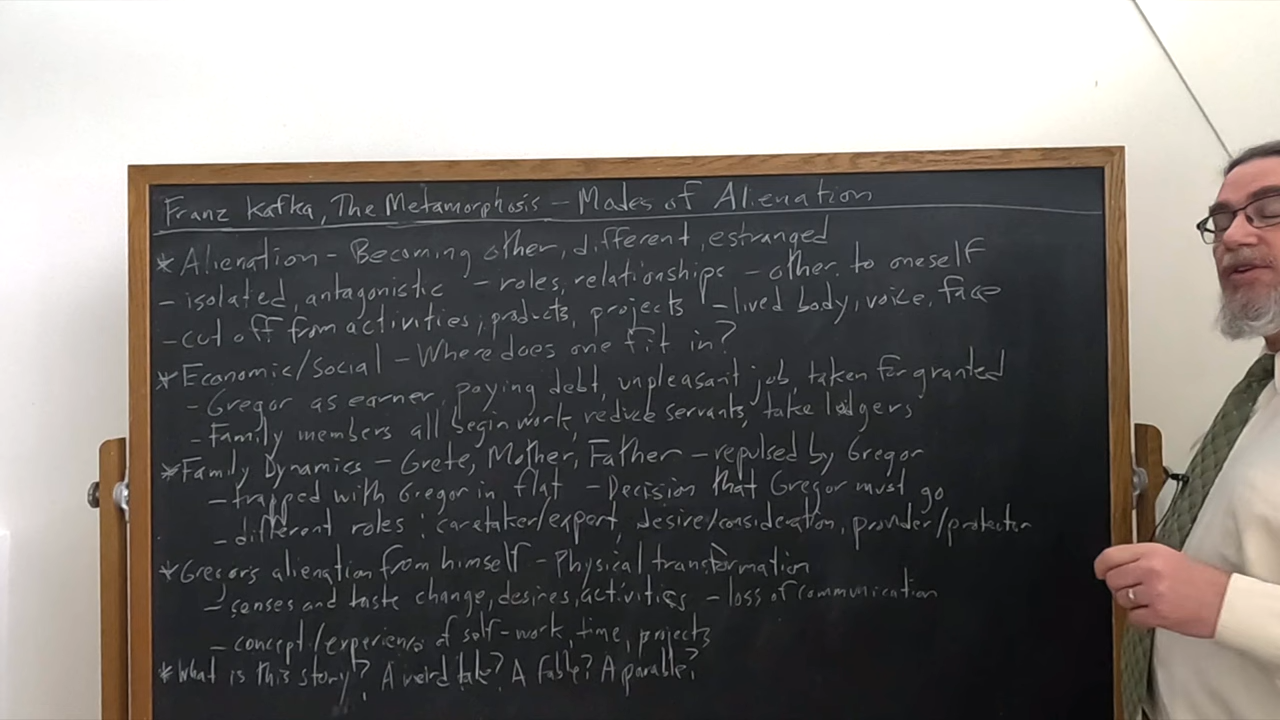 Franz Kafka, The Metamorphosis – Modes of Alienation
* Alienation – Becoming other, different, estranged
– isolated, antagonistic – roles, relationships – other to oneself
– cut off from activities, products, projects – lived body, voice, face
* Economic/Social – Where does one fit in?
– Gregor as earner, paying debt, unpleasant job, taken for granted
– Family members all begin work, reduce servants, take lodgers
* Family Dynamics – Grete, Mother, Father – repulsed by Gregor
– trapped with Gregor in flat – Decision that Gregor must go
– different roles: caretaker/expert, desire/consideration, provider/protector
* Gregor's alienation from himself – Physical transformation
– senses and taste change, desires, activities – loss of communication
– concept/experience of self – work, time, projects
* What is this story? A weird tale? A fable? A parable?